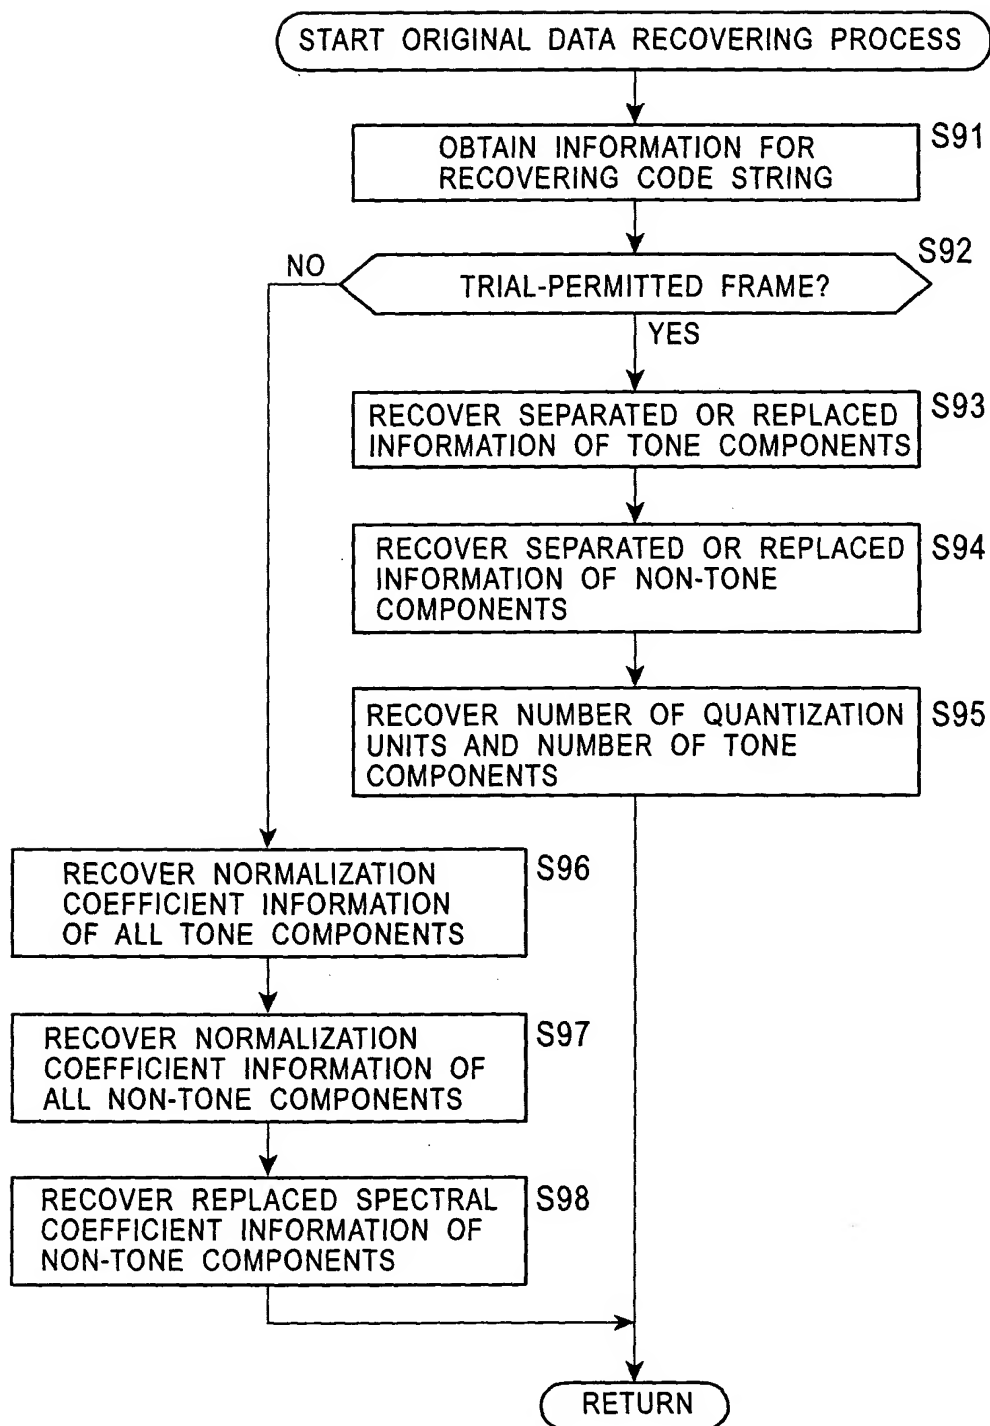 START ORIGINAL DATA RECOVERING PROCESS
S91
OBTAIN INFORMATION FOR
RECOVERING CODE STRING
S92
NO
TRIAL-PERMITTED FRAME?
YES
S93
RECOVER SEPARATED OR REPLACED
INFORMATION OF TONE COMPONENTS
S94
RECOVER SEPARATED OR REPLACED
INFORMATION OF NON-TONE
COMPONENTS
S95
RECOVER NUMBER OF QUANTIZATION
UNITS AND NUMBER OF TONE
COMPONENTS
S96
RECOVER NORMALIZATION
COEFFICIENT INFORMATION
OF ALL TONE COMPONENTS
S97
RECOVER NORMALIZATION
COEFFICIENT INFORMATION OF
ALL NON-TONE COMPONENTS
S98
RECOVER REPLACED SPECTRAL
COEFFICIENT INFORMATION OF
NON-TONE COMPONENTS
RETURN